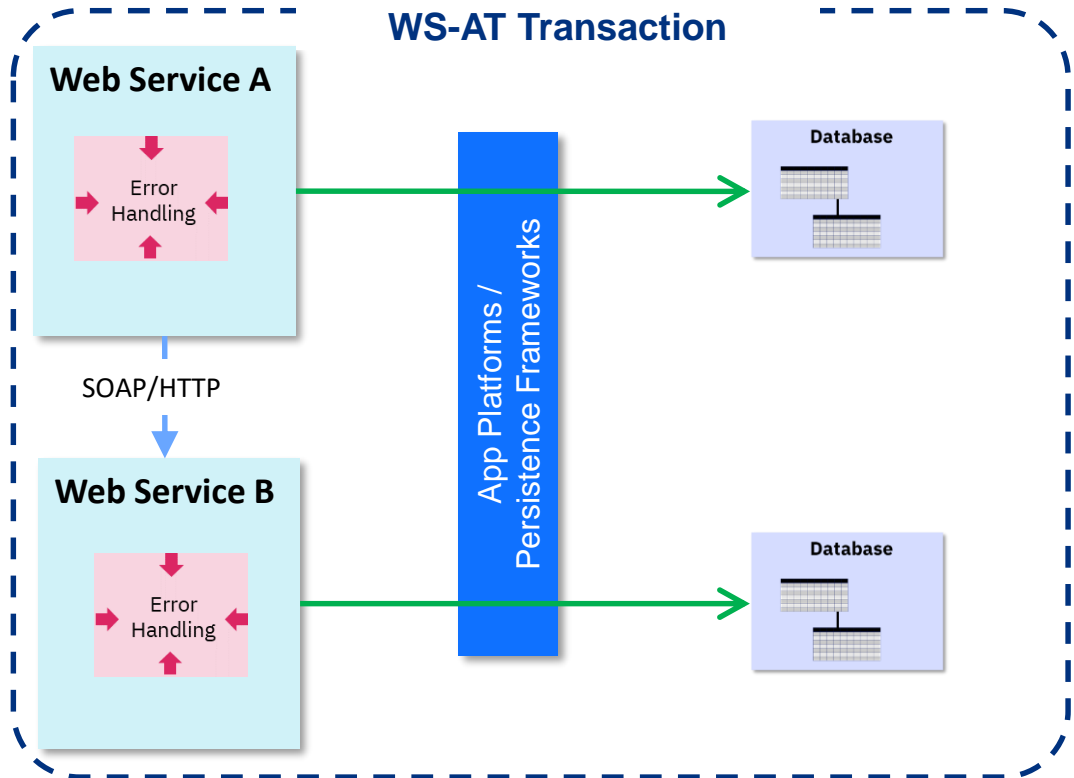 WS-AT Transaction
Web Service A
Error
Handling
SOAP/HTTP
Web Service B
Error
Handling
App Platforms /
Persistence Frameworks
Database
Database